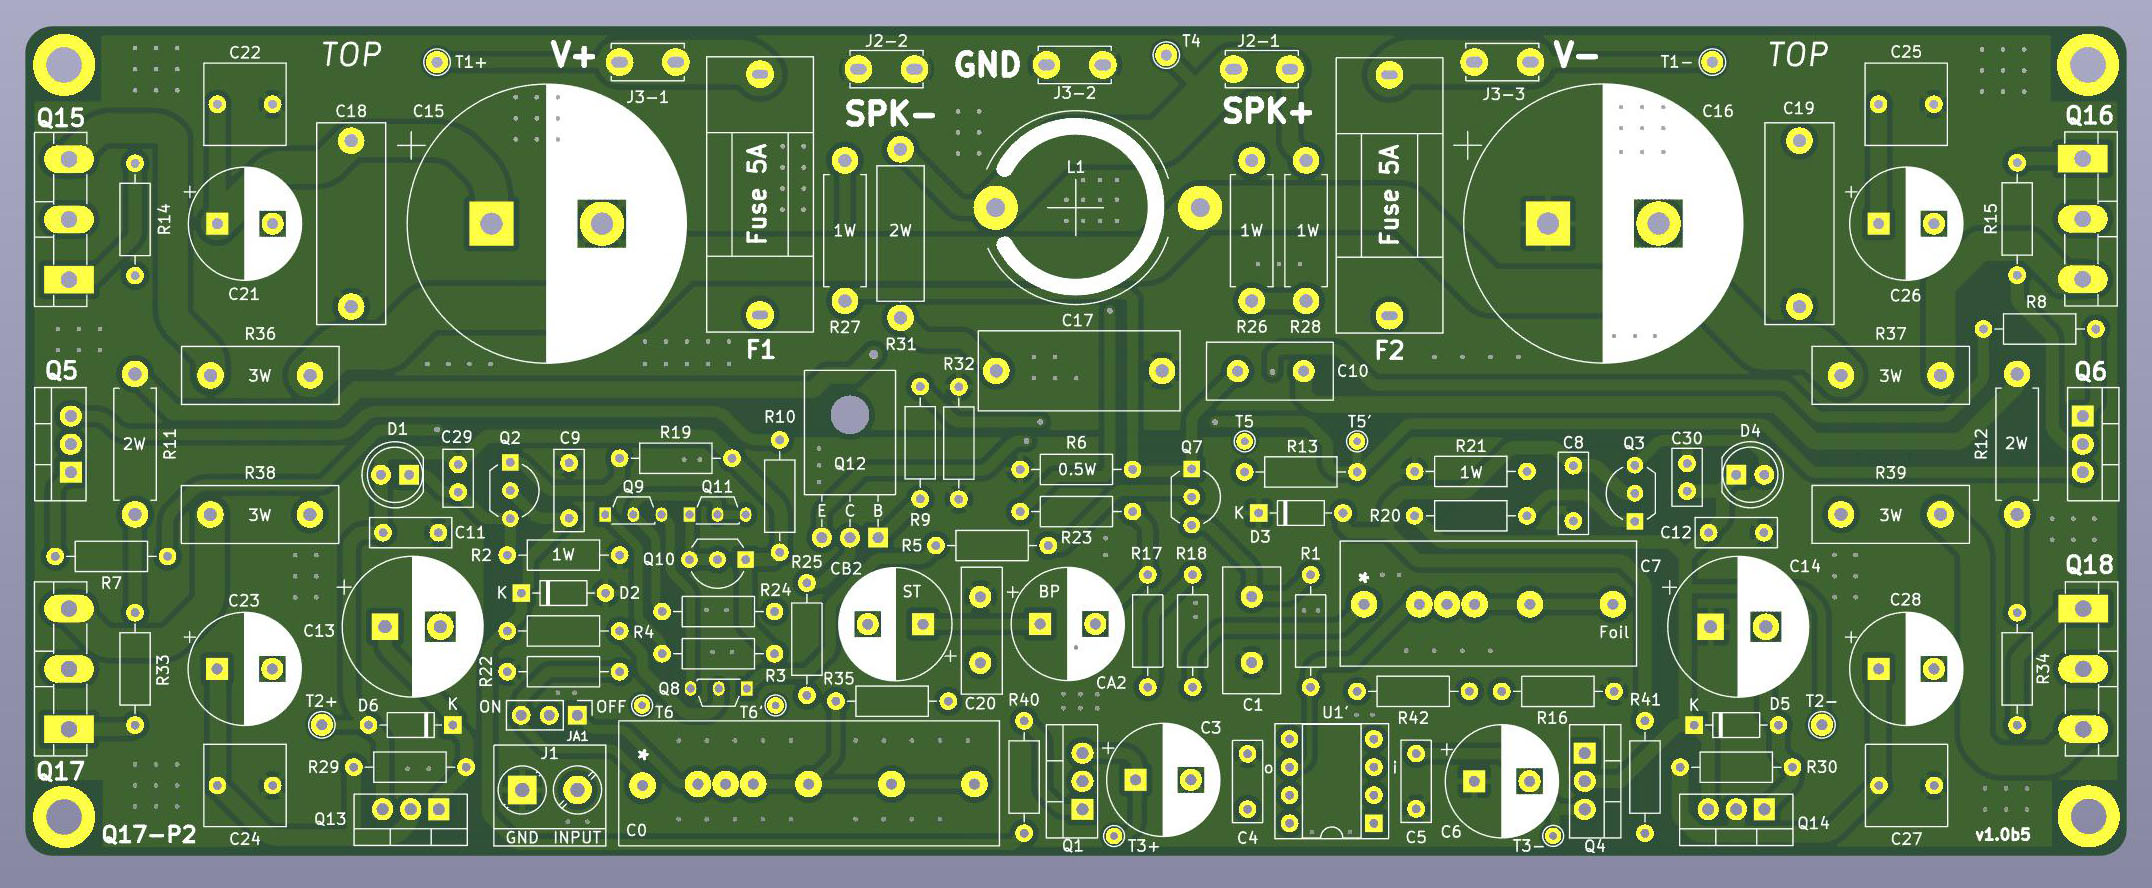 C22
TOP
T1+
V+
J3-1
J2-2
GND
J3-2
T4
J2-1
J3-3
V-
T1-
TOP
C25
Q15
C18
C15
SPK-
SPK+
C16
C19
Q16
R14
C21
Fuse 5A
1W
2W
L1
1W
1W
Fuse 5A
R15
C26
R8
R36
3W
F1
R27
R31
R32
C17
R26
R28
F2
C10
R37
3W
Q5
Q6
2W
R11
D1
C29
Q2
C9
R19
R10
Q12
R6
0.5W
Q7
T5
T5'
R13
R21
1W
C8
Q3
C30
D4
R12
2W
R38
3W
C11
Q9
Q11
E
C
B
R9
R23
K
D3
R20
C12
R39
3W
R7
R2
1W
Q10
R25
CB2
R5
R17
R18
R1
C7
C14
Q18
C23
C13
K
D2
R24
ST
BP
*
Foil
C28
R33
R4
R22
R3
R35
CA2
R34
T2+
D6
K
ON
OFF
JA1
Q8
T6
T6'
C20
R40
C1
U1'
R42
R16
R41
K
D5
T2-
Q17
R29
J1
*
C3
o
i
R30
Q17-P2
C24
Q13
GND
INPUT
C0
Q1
T3+
C4
C5
C6
T3-
Q4
Q14
C27
v1.0b5